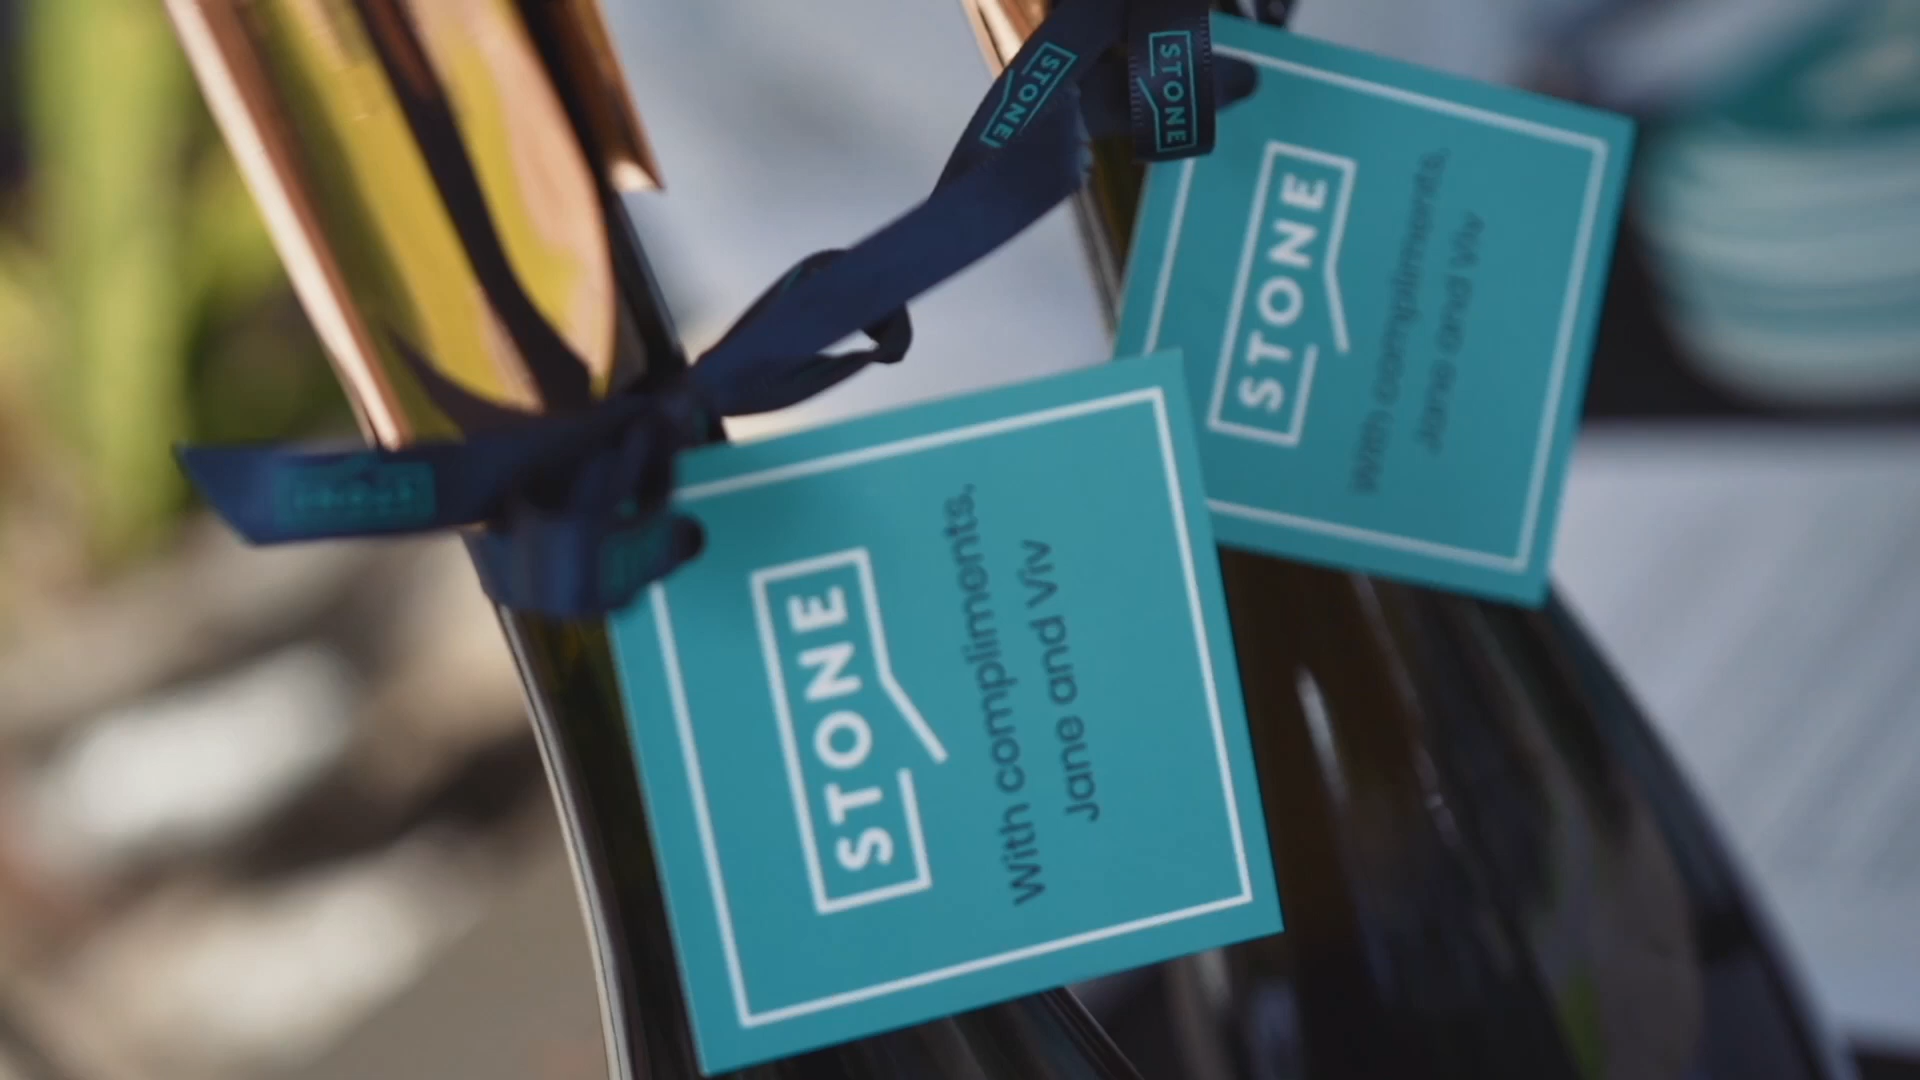 STONE
STONE
STONE
With compliments,
Jane and Viv
STONE
With compliments,
Jane and Viv